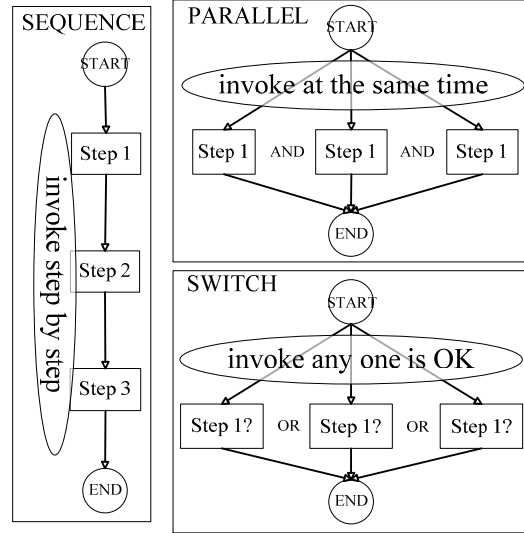 SEQUENCE
START
Step 1
Step 2
Step 3
END
invoke step by step
PARALLEL
START
invoke at the same time
Step 1 AND Step 1 AND Step 1
END
SWITCH
START
invoke any one is OK
Step 1? OR Step 1? OR Step 1?
END